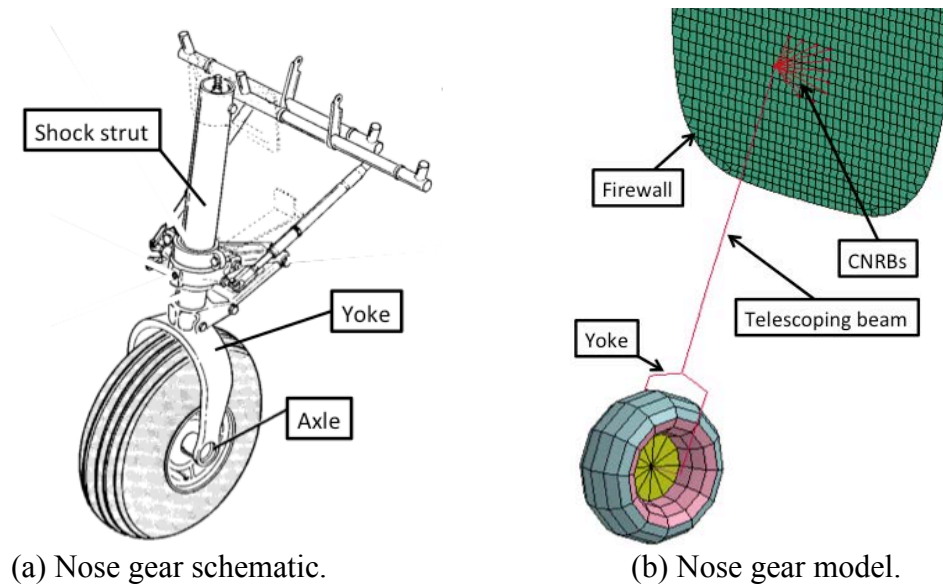 Shock strut
Yoke
Axle
(a) Nose gear schematic.
Firewall
CNRBs
Telescoping beam
Yoke
(b) Nose gear model.